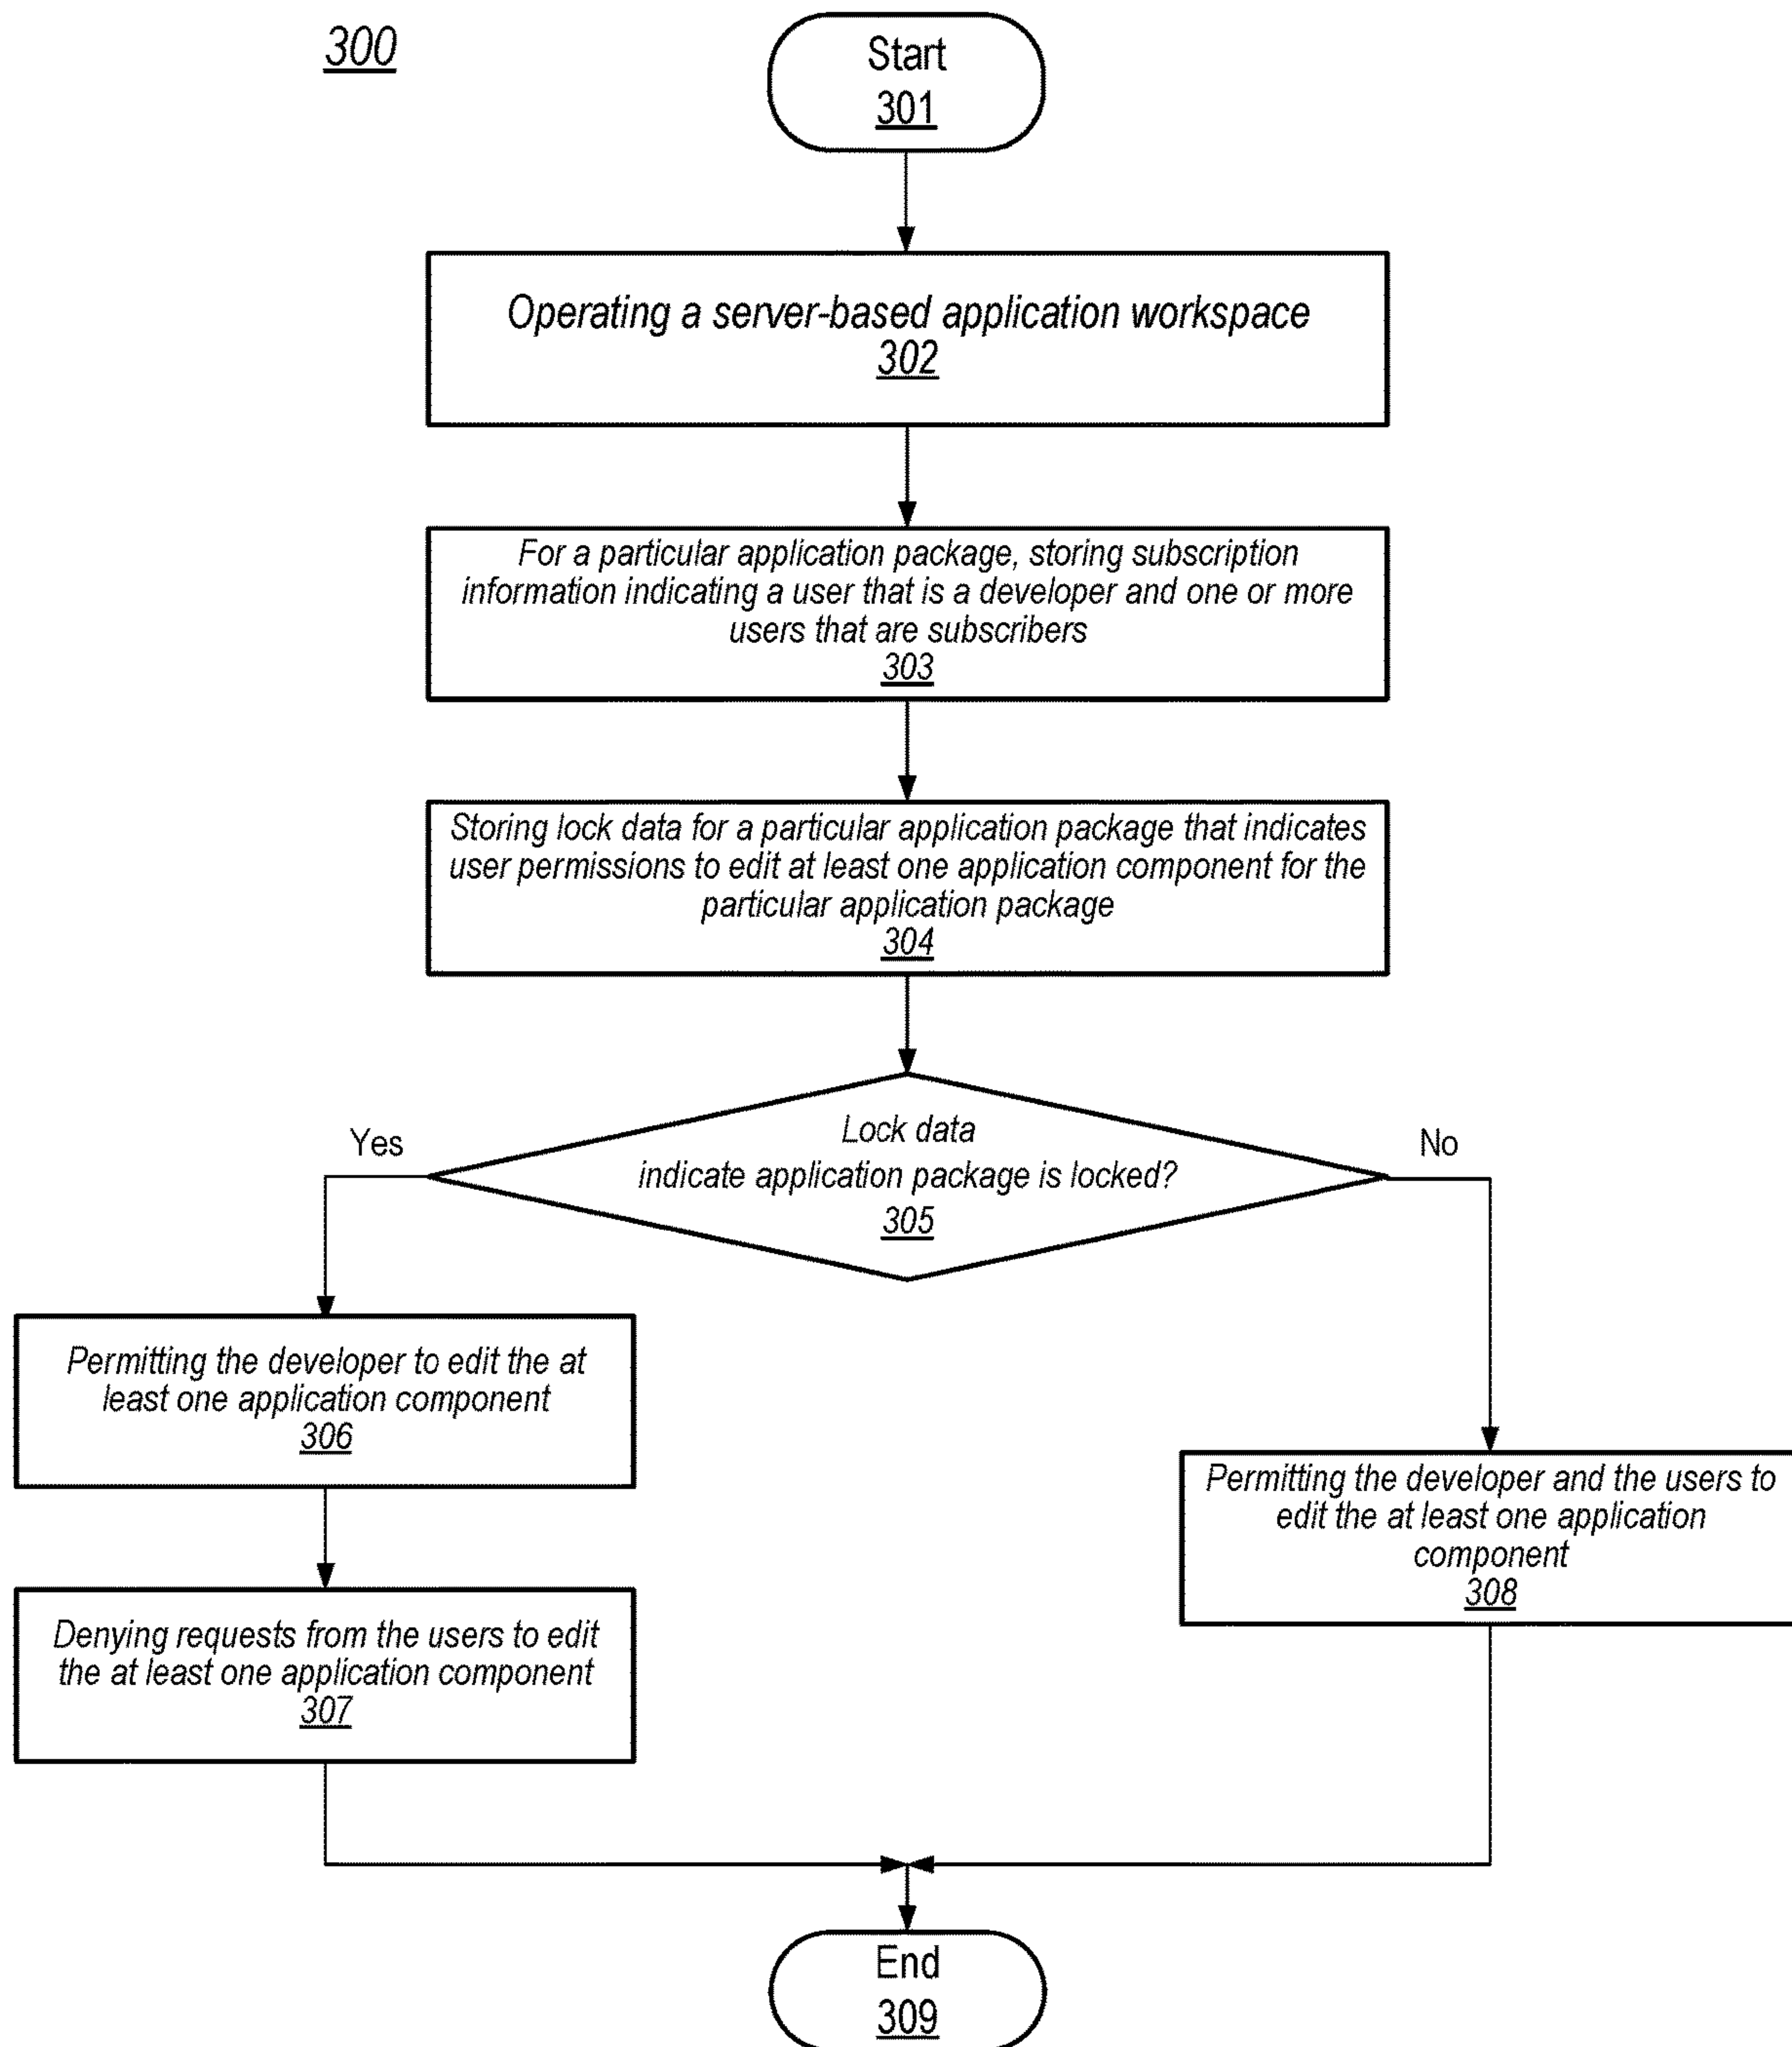 300
Start
301
Operating a server-based application workspace
302
For a particular application package, storing subscription
information indicating a user that is a developer and one or more
users that are subscribers
303
Storing lock data for a particular application package that indicates
user permissions to edit at least one application component for the
particular application package
304
Lock data
indicate application package is locked?
305
Yes
No
Permitting the developer to edit the at
least one application component
306
Denying requests from the users to edit
the at least one application component
307
Permitting the developer and the users to
edit the at least one application
component
308
End
309